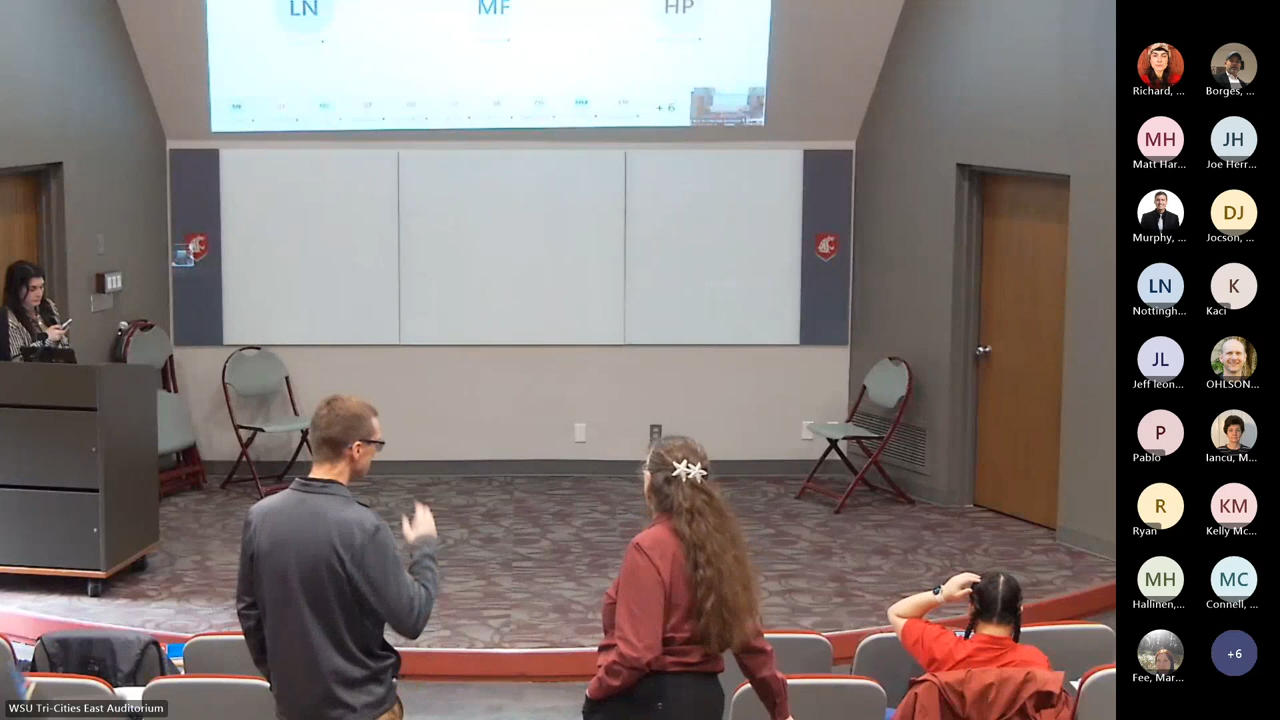 LN MF HP
+ 6
Richard, ... Borges, ...
MH JH
Matt Har... Joe Herr...
Murphy, ... Jocson, ...
DJ
LN K
Nottingh... Kaci
JL
Jeff leon... OHLSON...
P
Pablo Iancu, M...
R KM
Ryan Kelly Mc...
MH MC
Hallinen,... Connell, ...
+6
Fee, Mar...
WSU Tri-Cities East Auditorium